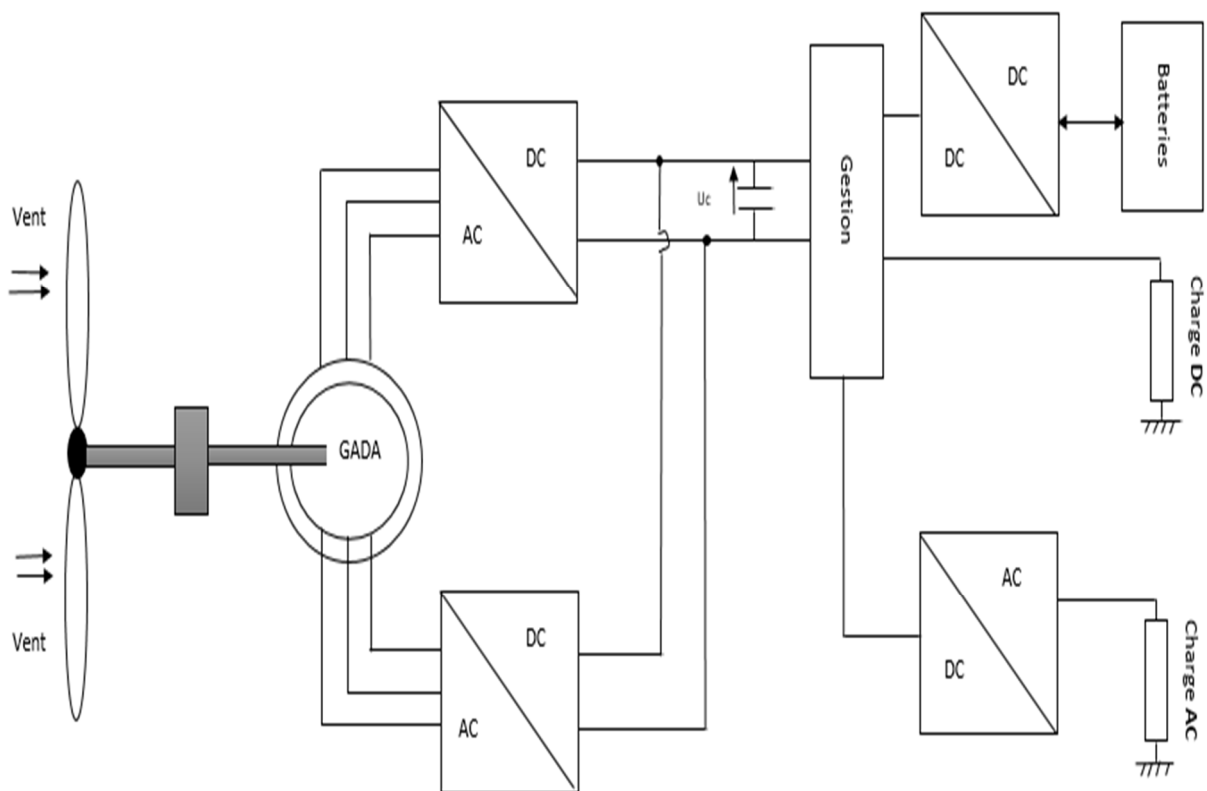 Vent
Vent
GADA
DC
AC
DC
AC
Uc
Gestion
DC
DC
Batteries
Charge DC
AC
DC
Charge AC